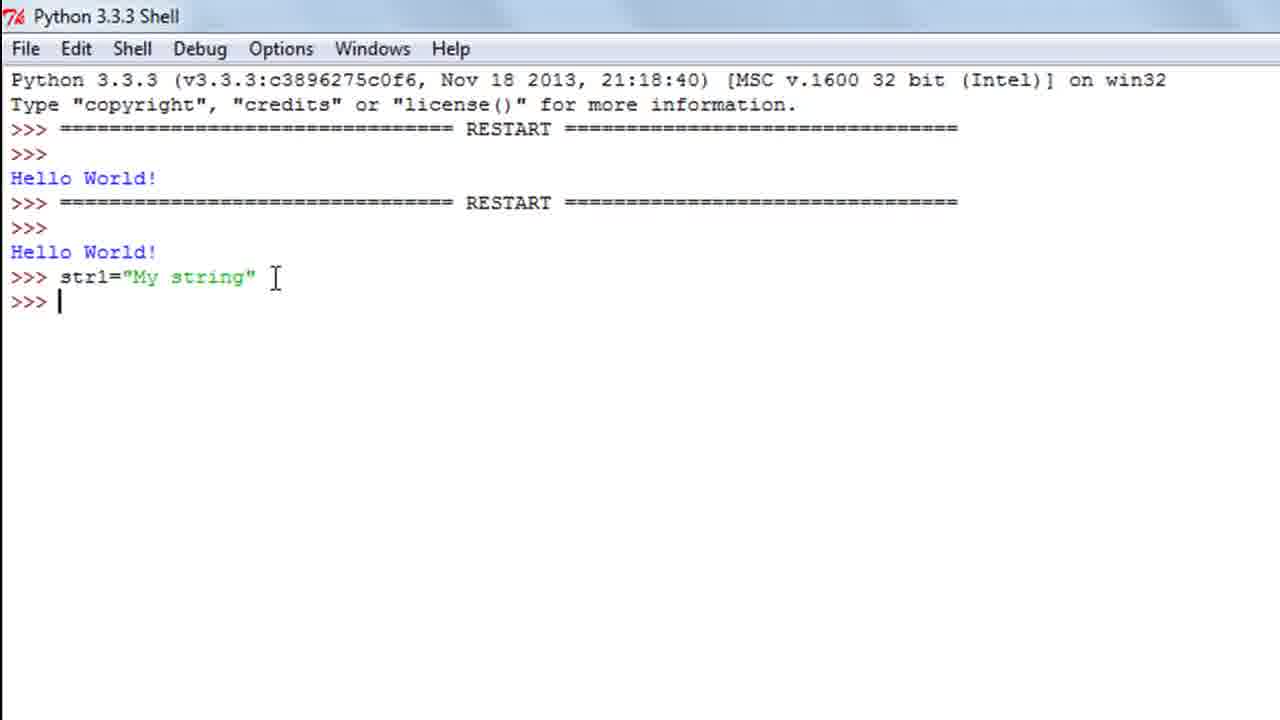 Python 3.3.3 Shell
File Edit Shell Debug Options Windows Help
Python 3.3.3 (v3.3.3:c3896275c0f6, Nov 18 2013, 21:18:40) [MSC v.1600 32 bit (Intel)] on win32
Type "copyright", "credits" or "license()" for more information.
>>> ================================ RESTART ================================
>>>
Hello World!
>>> ================================ RESTART ================================
>>>
Hello World!
>>> str1="My string"
>>>